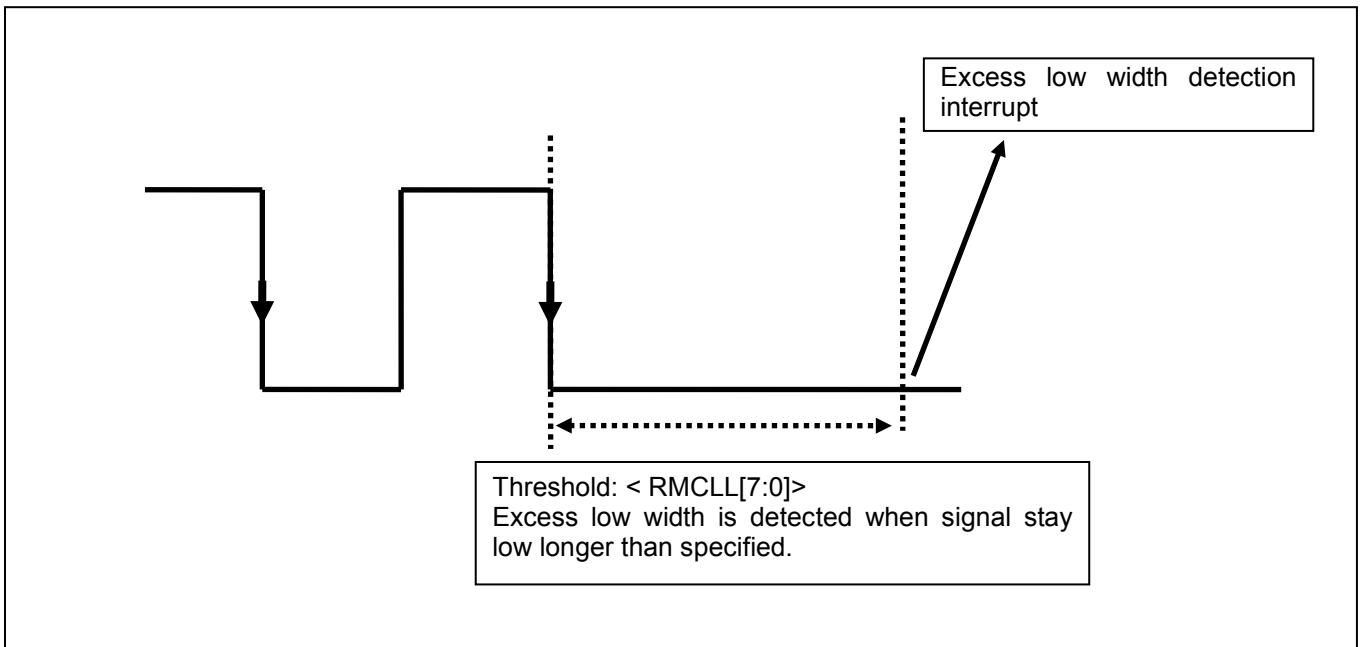 Excess low width detection
interrupt
Threshold: < RMCLL[7:0]>
Excess low width is detected when signal stay
low longer than specified.